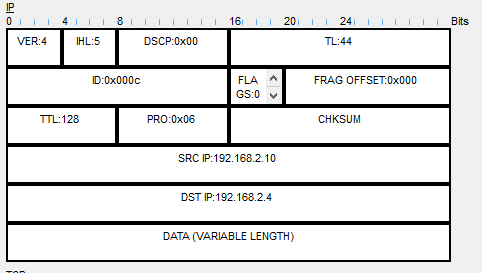 IP
0 4 8 16 20 24 Bits
VER:4 IHL:5 DSCP:0x00 TL:44
ID:0x000c FLA GS:0 FRAG OFFSET:0x000
TTL:128 PRO:0x06 CHKSUM
SRC IP:192.168.2.10
DST IP:192.168.2.4
DATA (VARIABLE LENGTH)